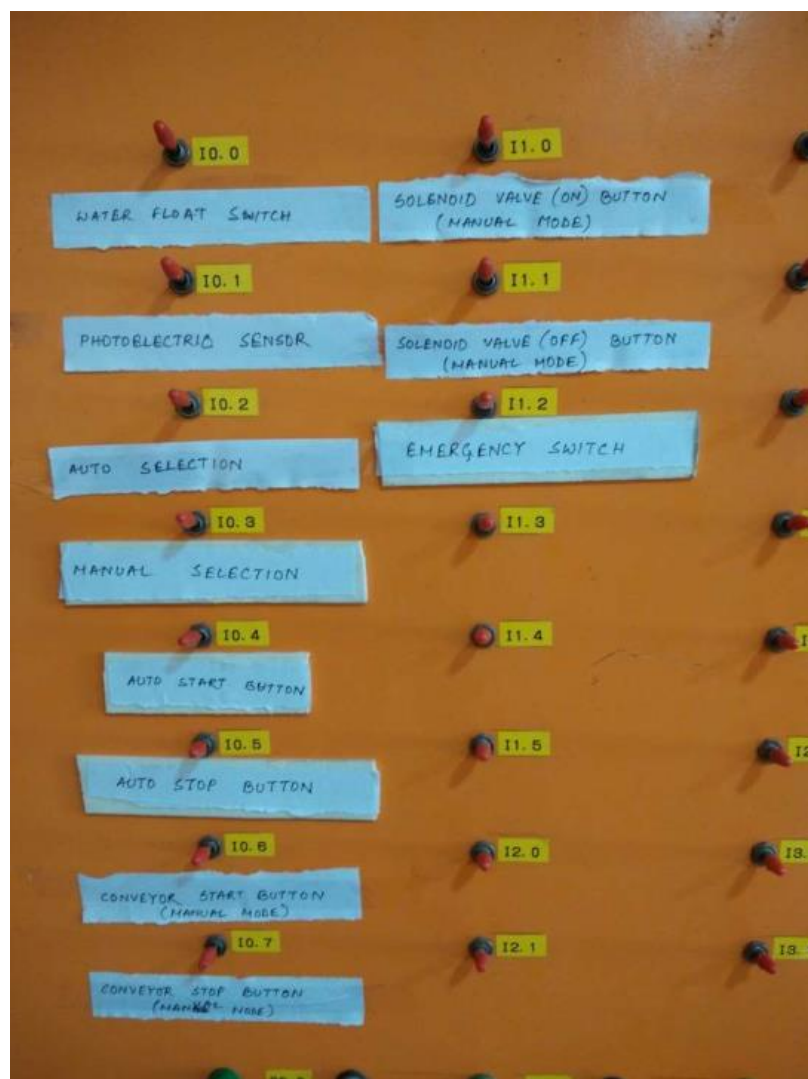 I0.0
WATER FLOAT SWITCH
I0.1
PHOTOELECTRIC SENSOR
I0.2
AUTO SELECTION
I0.3
MANUAL SELECTION
I0.4
AUTO START BUTTON
I0.5
AUTO STOP BUTTON
I0.6
CONVEYOR START BUTTON
(MANUAL MODE)
I0.7
CONVEYOR STOP BUTTON
(MANUAL MODE)
I1.0
SOLENOID VALVE (ON) BUTTON
(MANUAL MODE)
I1.1
SOLENOID VALVE (OFF) BUTTON
(MANUAL MODE)
I1.2
EMERGENCY SWITCH
I1.3
I1.4
I1.5
I2.0
I2.1
I3.
I3.